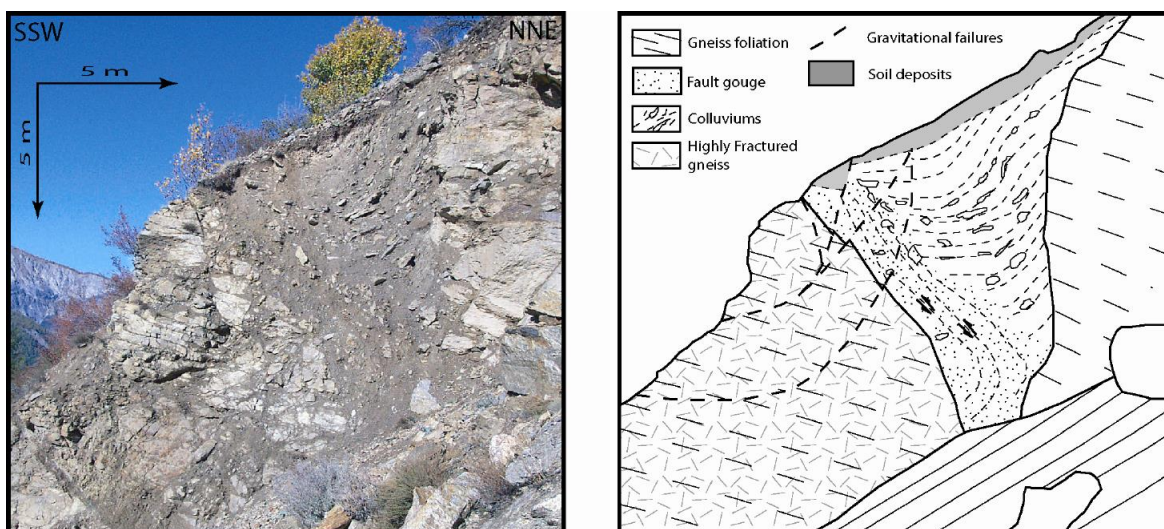 SSW
NNE
5 m
5 m
Gneiss foliation
Fault gouge
Colluviums
Highly Fractured
gneiss
Gravitational failures
Soil deposits